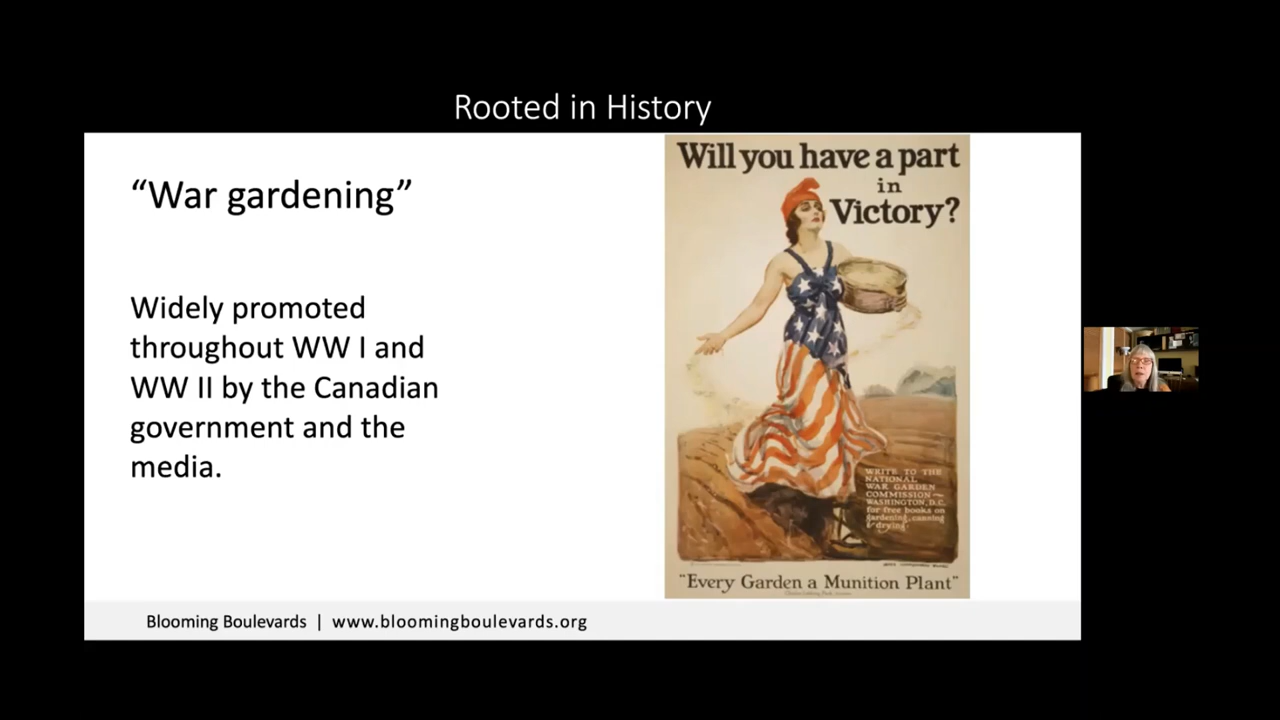 Rooted in History
“War gardening”
Widely promoted
throughout WW I and
WW II by the Canadian
government and the
media.
Will you have a part
in
Victory?
WRITE TO THE
NATIONAL
WAR GARDEN
COMMISSION~
WASHINGTON, D.C.
for free books on
gardening, canning
& drying.
"Every Garden a Munition Plant"
Blooming Boulevards | www.bloomingboulevards.org